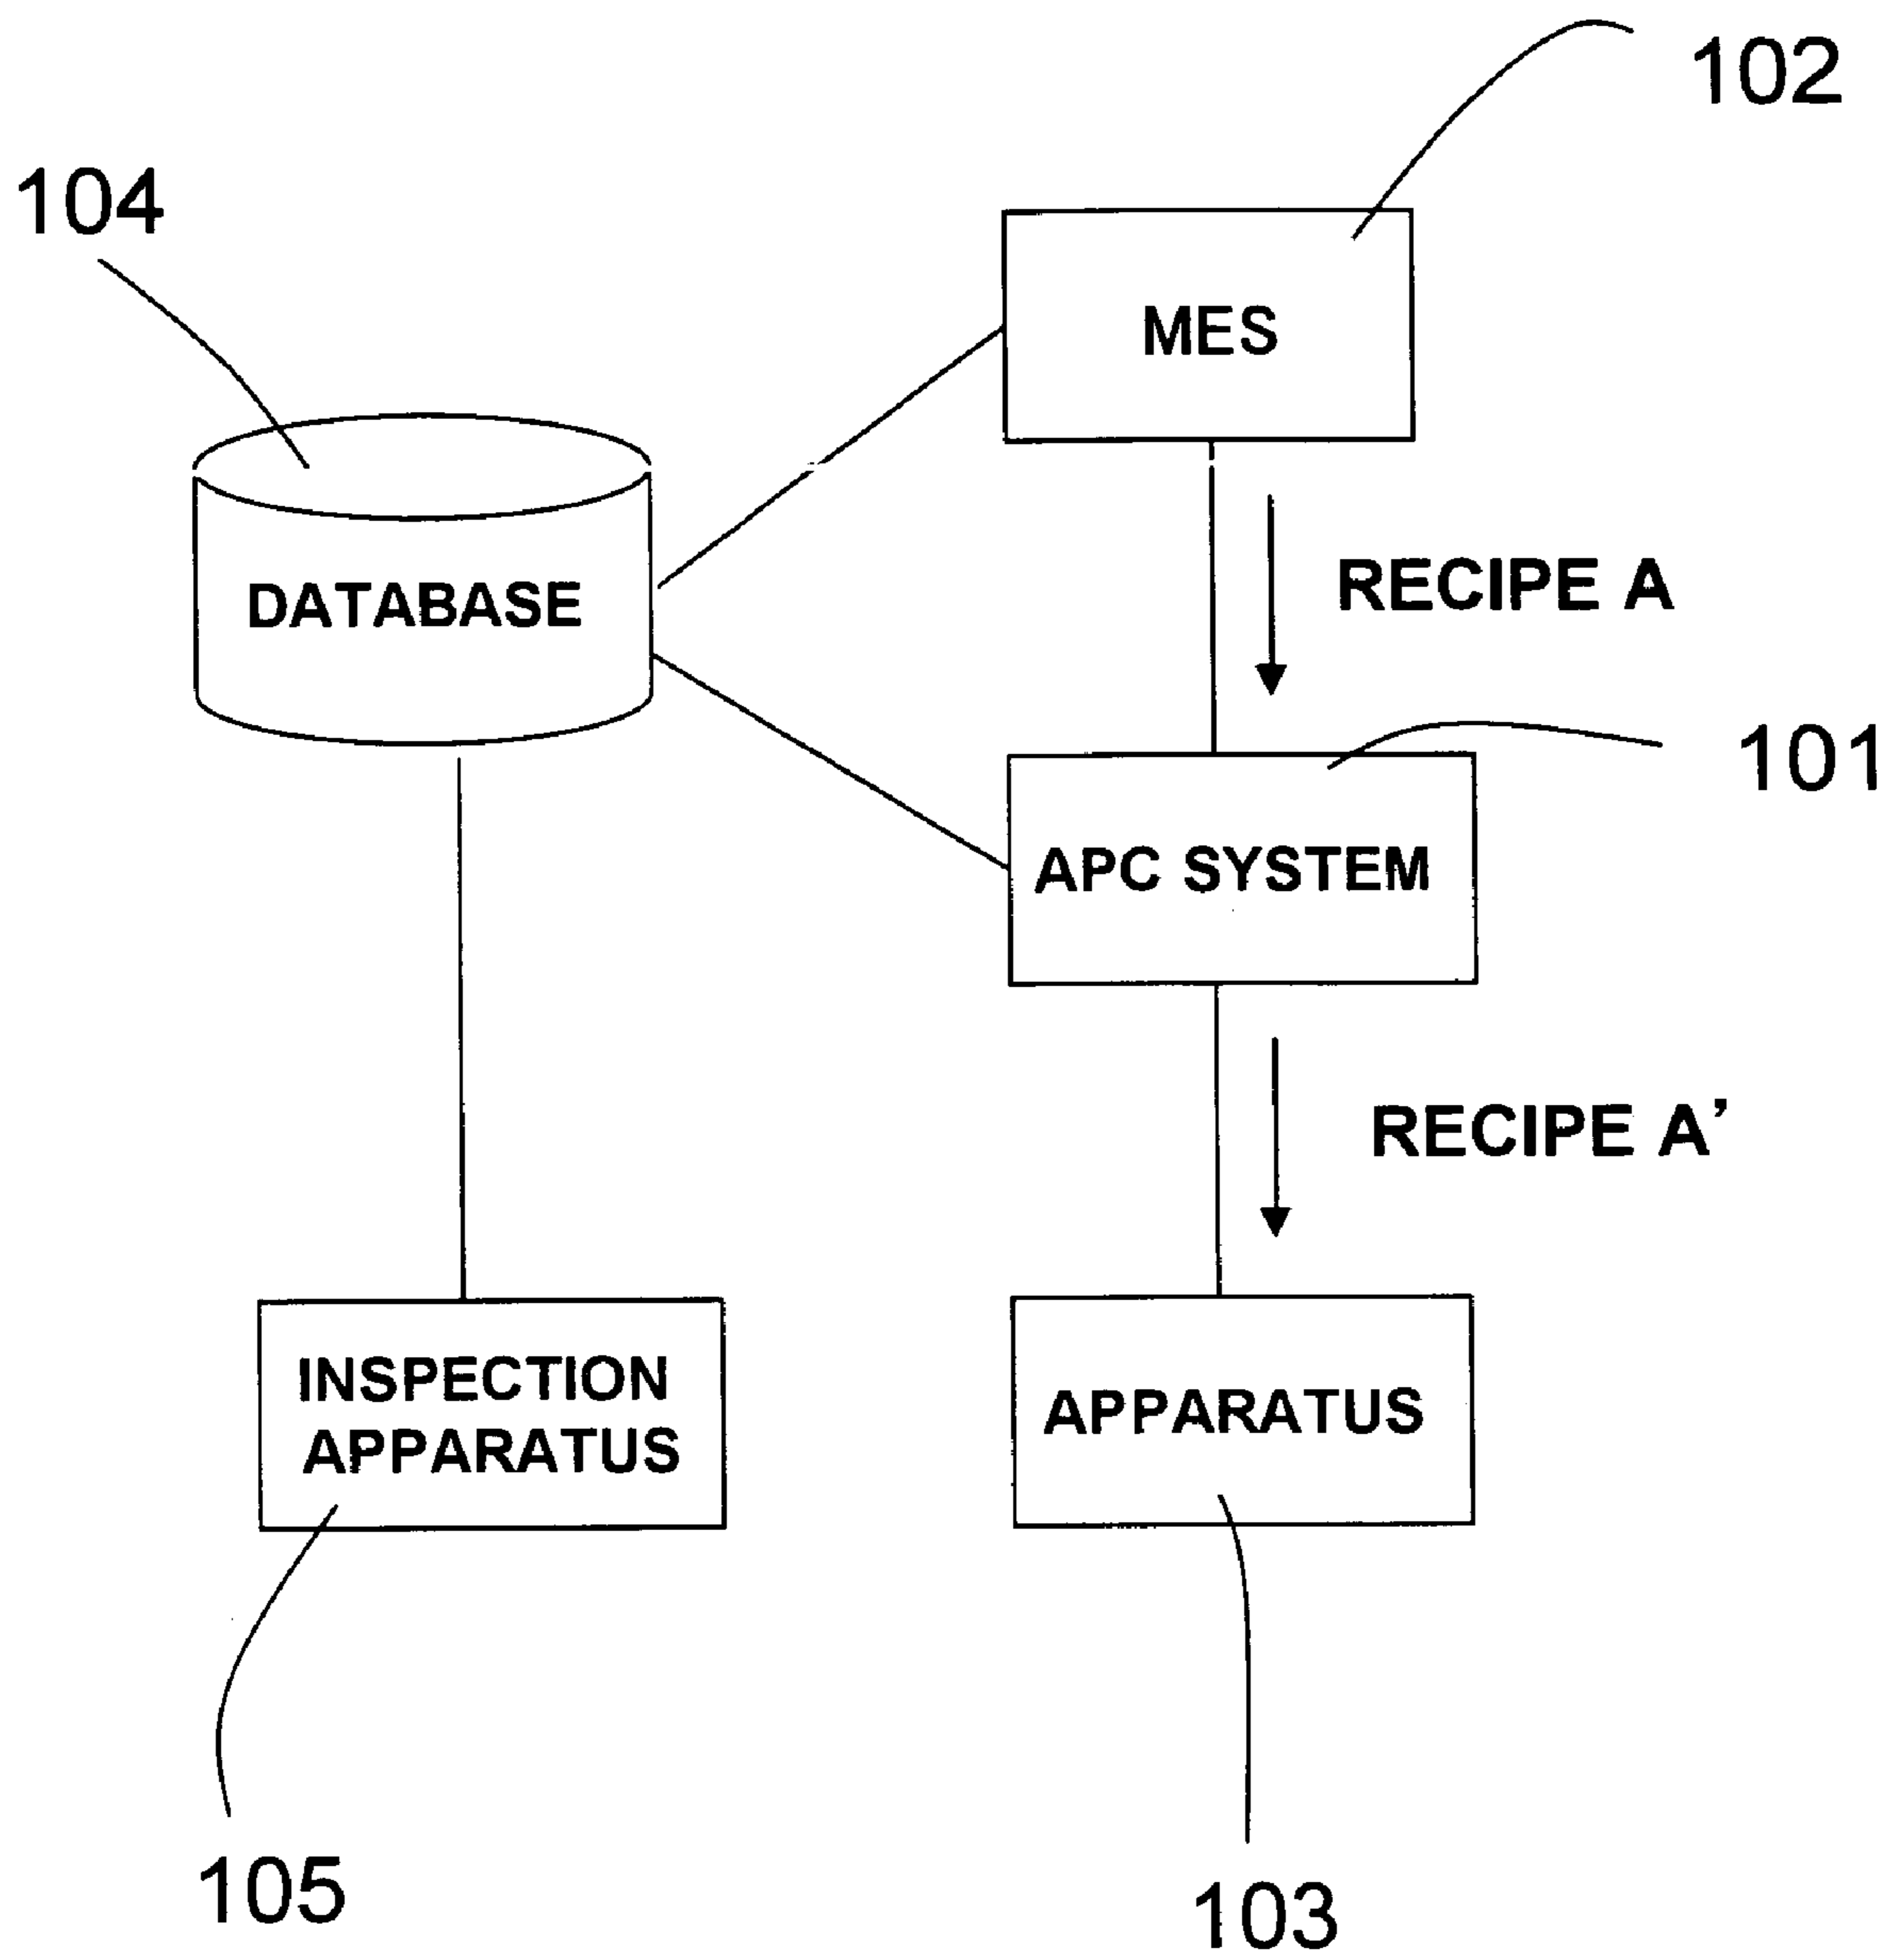 102
104
MES
DATABASE
RECIPE A
101
APC SYSTEM
RECIPE A’
INSPECTION
APPARATUS
APPARATUS
105
103